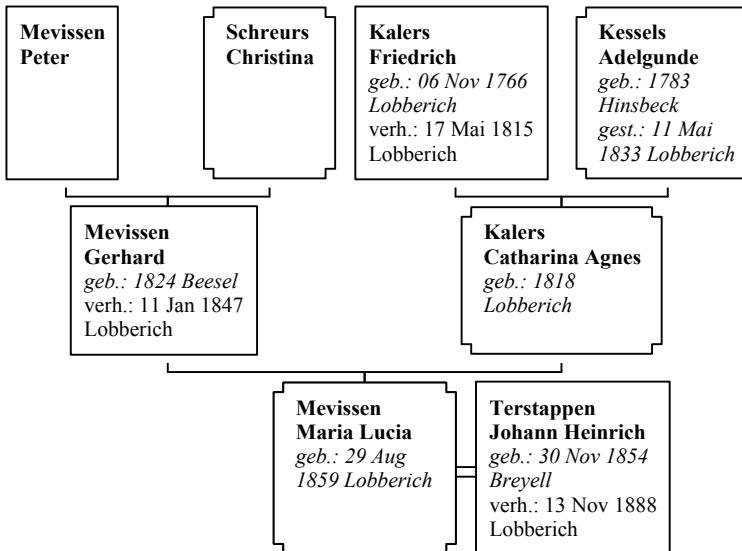 Mevissen
Peter
Schreurs
Christina
Kalers
Friedrich
geb.: 06 Nov 1766
Lobberich
verh.: 17 Mai 1815
Lobberich
Kessels
Adelgunde
geb.: 1783
Hinsbeck
gest.: 11 Mai
1833 Lobberich
Mevissen
Gerhard
geb.: 1824 Beesel
verh.: 11 Jan 1847
Lobberich
Kalers
Catharina Agnes
geb.: 1818
Lobberich
Mevissen
Maria Lucia
geb.: 29 Aug
1859 Lobberich
Terstappen
Johann Heinrich
geb.: 30 Nov 1854
Breyell
verh.: 13 Nov 1888
Lobberich